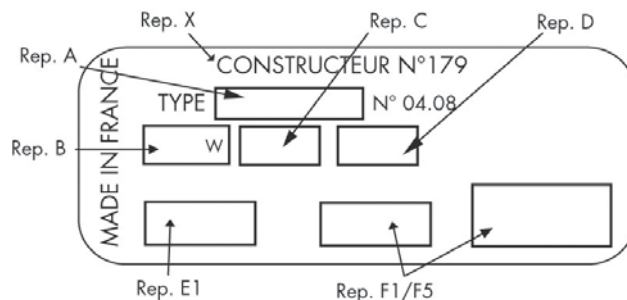 Rep. X
Rep. C
Rep. D
Rep. A
CONSTRUCTEUR N°179
TYPE
N° 04.08
MADE IN FRANCE
Rep. B
W
Rep. E1
Rep. F1/F5